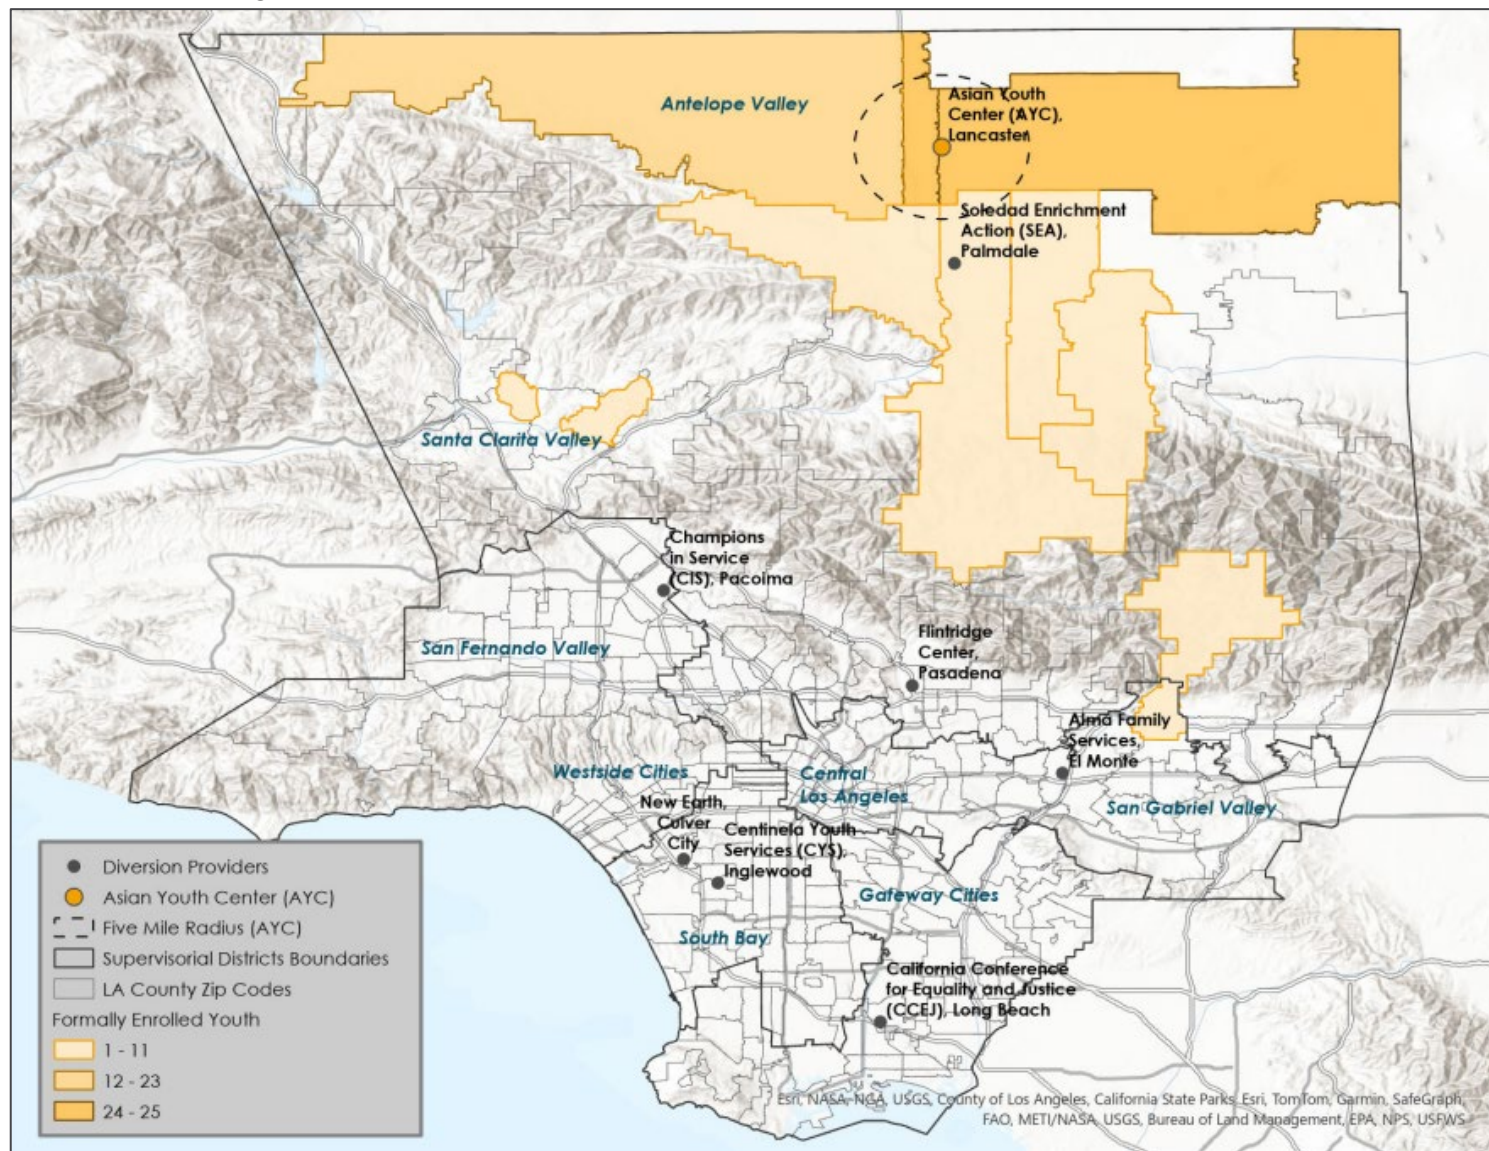 Antelope Valley
Asian Youth
Center (AYC),
Lancaster
Soledad Enrichment
Action (SEA),
Palmdale
Santa Clarita Valley
Champions
in Service
(CIS), Pacoima
San Fernando Valley
Flintridge
Center,
Pasadena
Alma Family
Services,
El Monte
Westside Cities
Central
Los Angeles
San Gabriel Valley
New Earth,
Culver
City
Centinela Youth
Services (CYS),
Inglewood
Gateway Cities
South Bay
California Conference
for Equality and Justice
(CCEJ), Long Beach
Diversion Providers
Asian Youth Center (AYC)
Five Mile Radius (AYC)
Supervisorial Districts Boundaries
LA County Zip Codes
Formally Enrolled Youth
1 - 11
12 - 23
24 - 25
Esri, NASA, NGA, USGS, County of Los Angeles, California State Parks, Esri, TomTom, Garmin, SafeGraph,
FAO, METI/NASA, USGS, Bureau of Land Management, EPA, NPS, USFWS